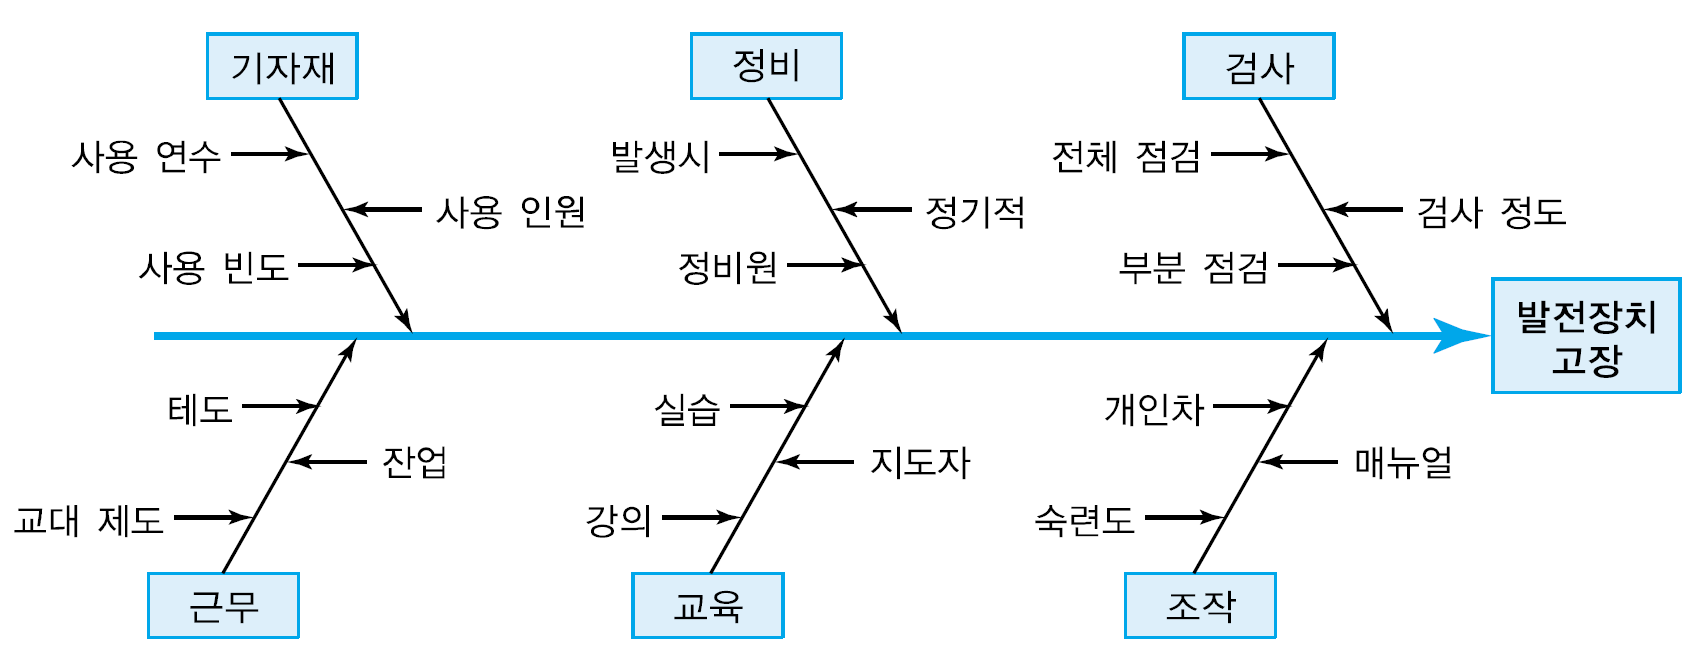 기자재
정비
검사
사용 연수
발생시
전체 점검
사용 인원
정기적
검사 정도
사용 빈도
정비원
부분 점검
발전장치
고장
테도
실습
개인차
잔업
지도자
매뉴얼
교대 제도
강의
숙련도
근무
교육
조작